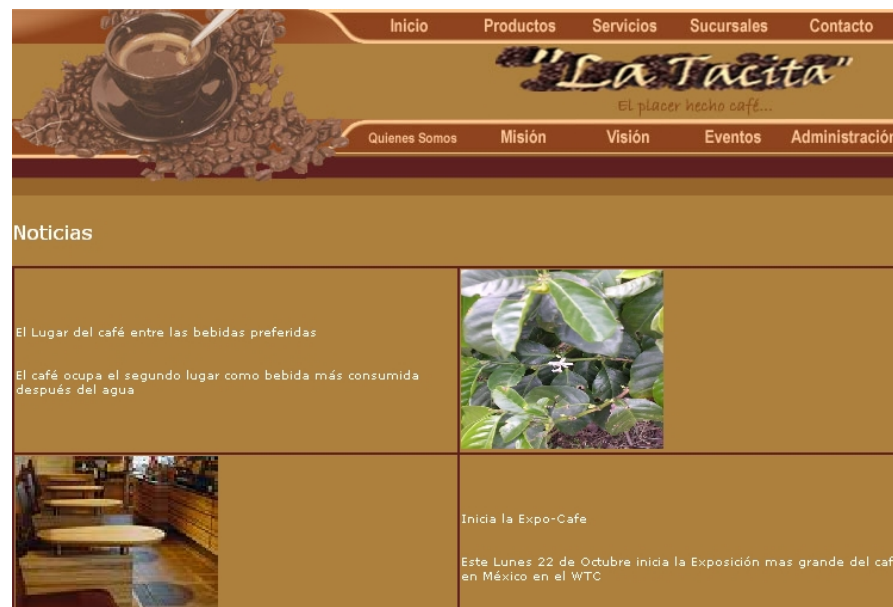 Inicio Productos Servicios Sucursales Contacto
"La Tacita"
El placer hecho café...
Quienes Somos Misión Visión Eventos Administración
Noticias
El Lugar del café entre las bebidas preferidas
El café ocupa el segundo lugar como bebida más consumida
después del agua
Inicia la Expo-Cafe
Este Lunes 22 de Octubre inicia la Exposición mas grande del caf
en México en el WTC